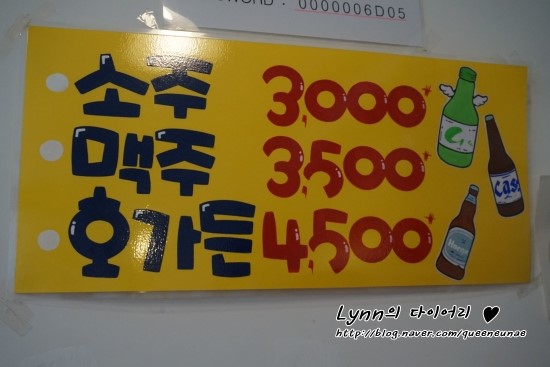 0000006D05
소주 3,000
맥주 3,500
호가든 4,500
Cass
Lynn의 다이어리 ♥
http://blog.naver.com/queeneunae